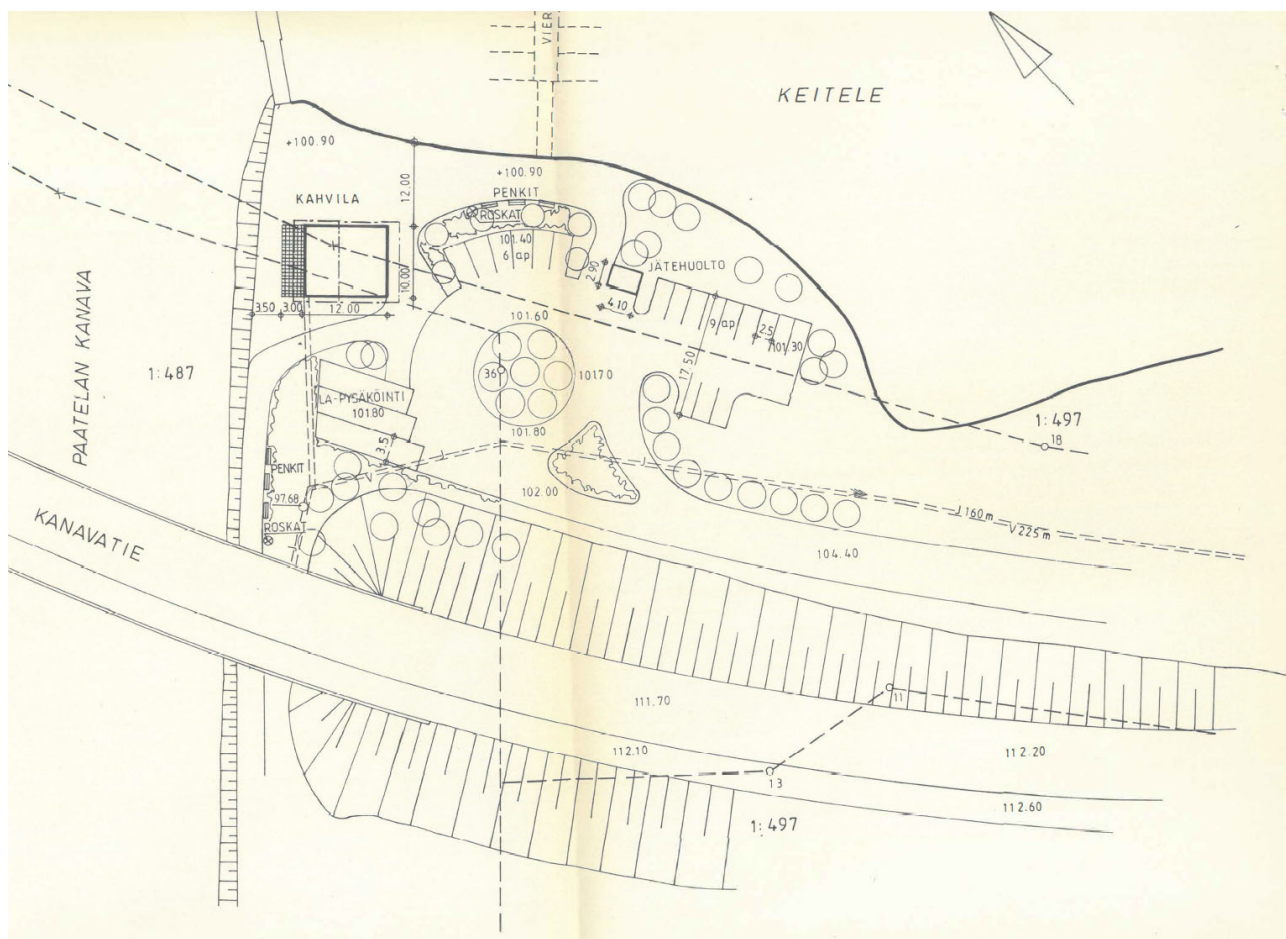 VIER
KEITELE
+100.90
12.00
+100.90
PENKIT
ROSKAT
KAHVILA
101.40
6 ap
2.90
JÄTEHUOLTO
4.10
10.00
3.50
3.00
12.00
9 ap
2.5
101.30
17.50
101.60
36
101.70
101.80
PAATELAN KANAVA
1:487
LA-PYSÄKÖINTI
101.80
3.5
1:497
18
PENKIT
97.68
ROSKAT
102.00
J 160 m
V 225 m
KANAVATIE
104.40
11
111.70
112.10
112.20
13
112.60
1:497